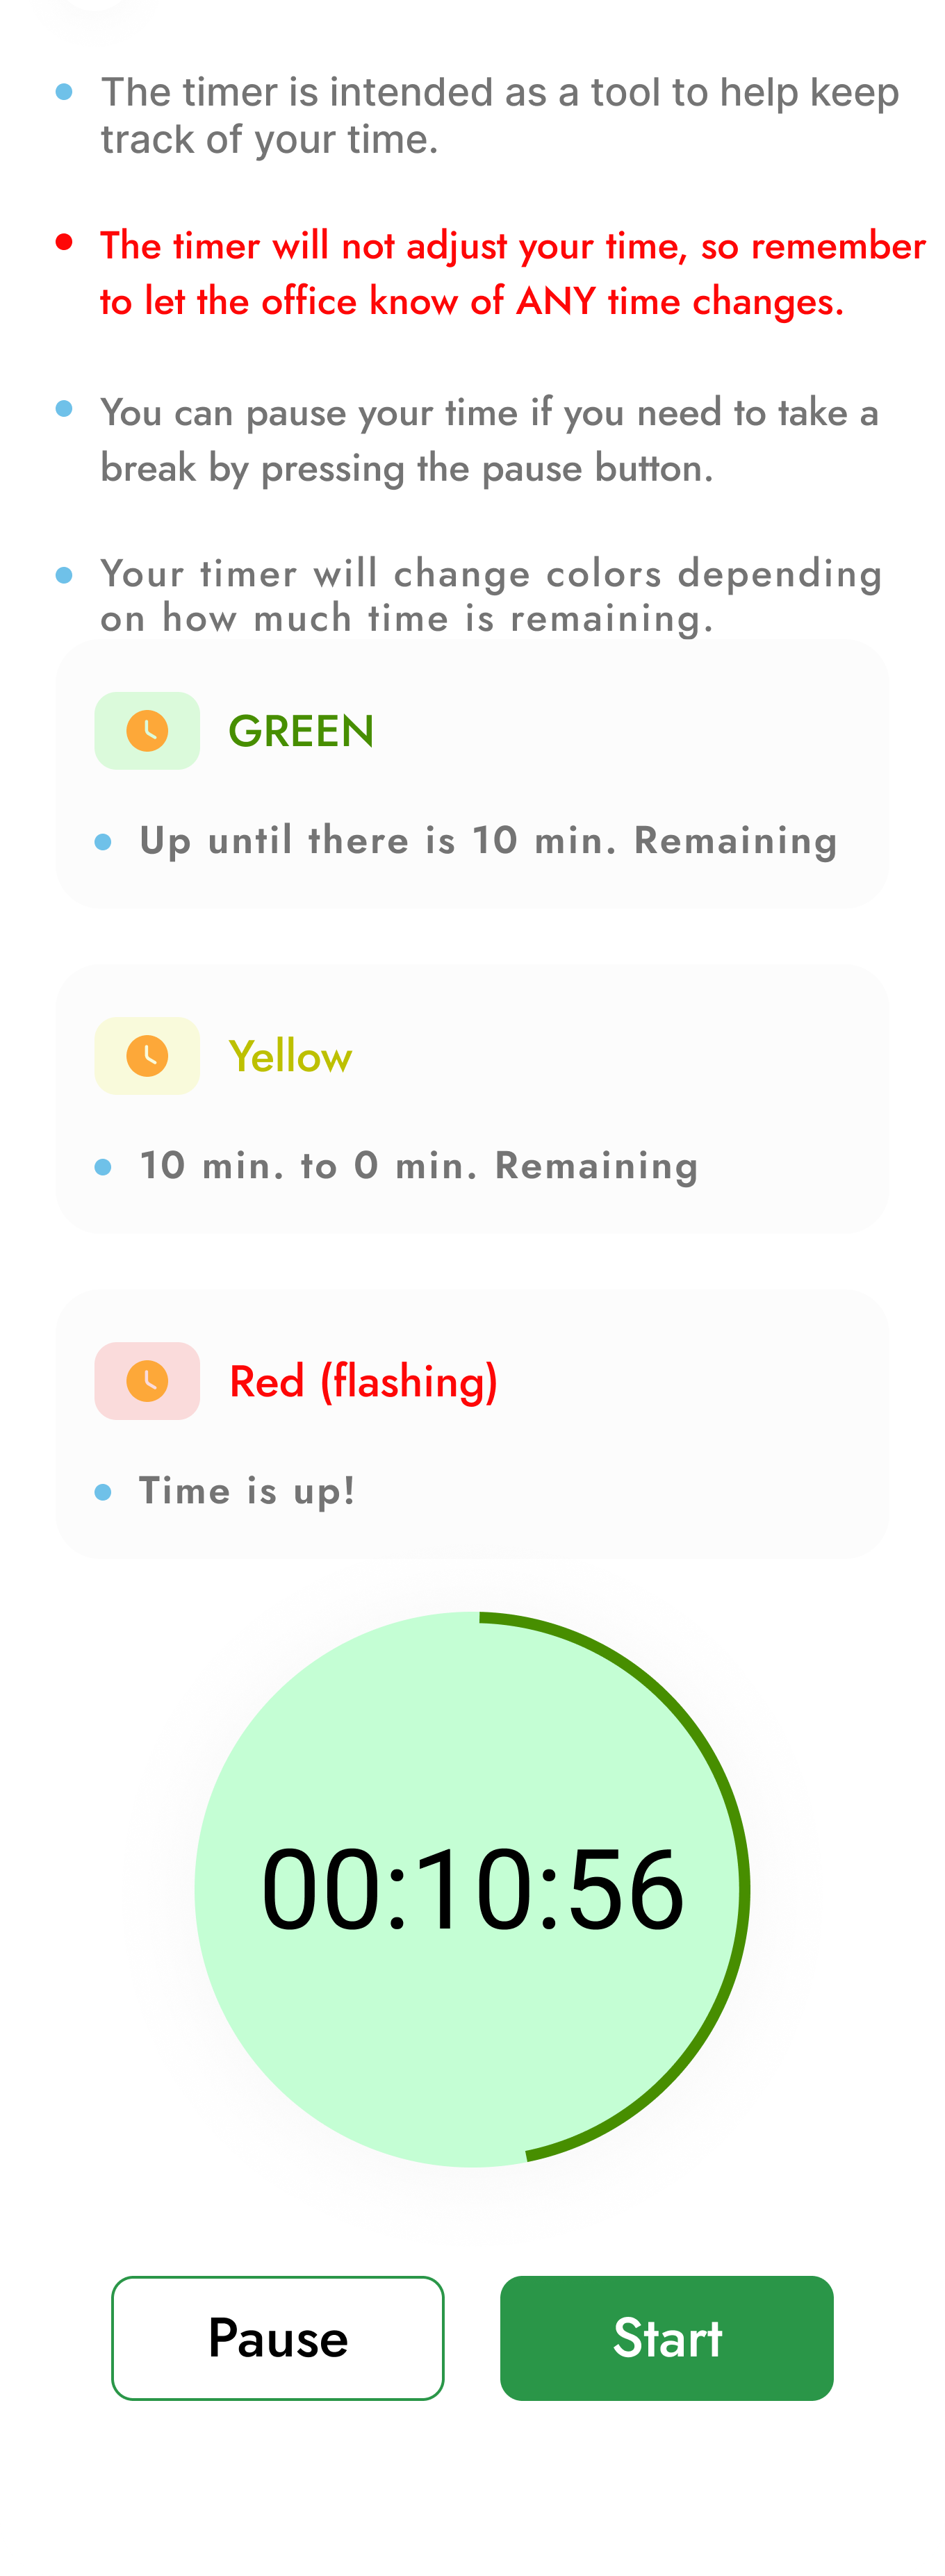 The timer is intended as a tool to help keep
track of your time.
The timer will not adjust your time, so remember
to let the office know of ANY time changes.
You can pause your time if you need to take a
break by pressing the pause button.
Your timer will change colors depending
on how much time is remaining.
GREEN
Up until there is 10 min. Remaining
Yellow
10 min. to 0 min. Remaining
Red (flashing)
Time is up!
00:10:56
Pause
Start